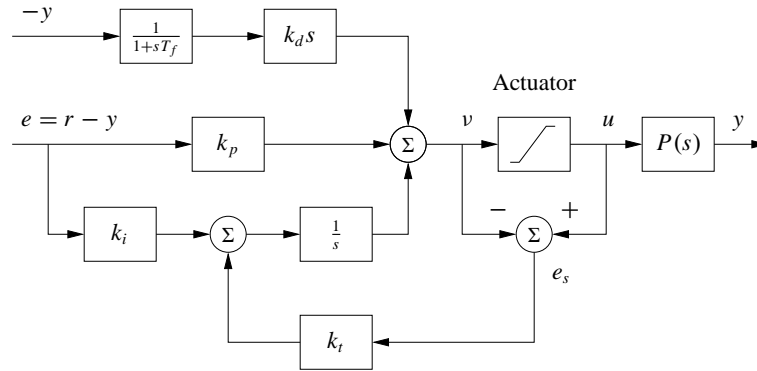 −y
1
1+sT_f
k_d s
Actuator
e = r − y
k_p
Σ
ν
u
P(s)
y
k_i
Σ
1
s
−
+
Σ
e_s
k_t